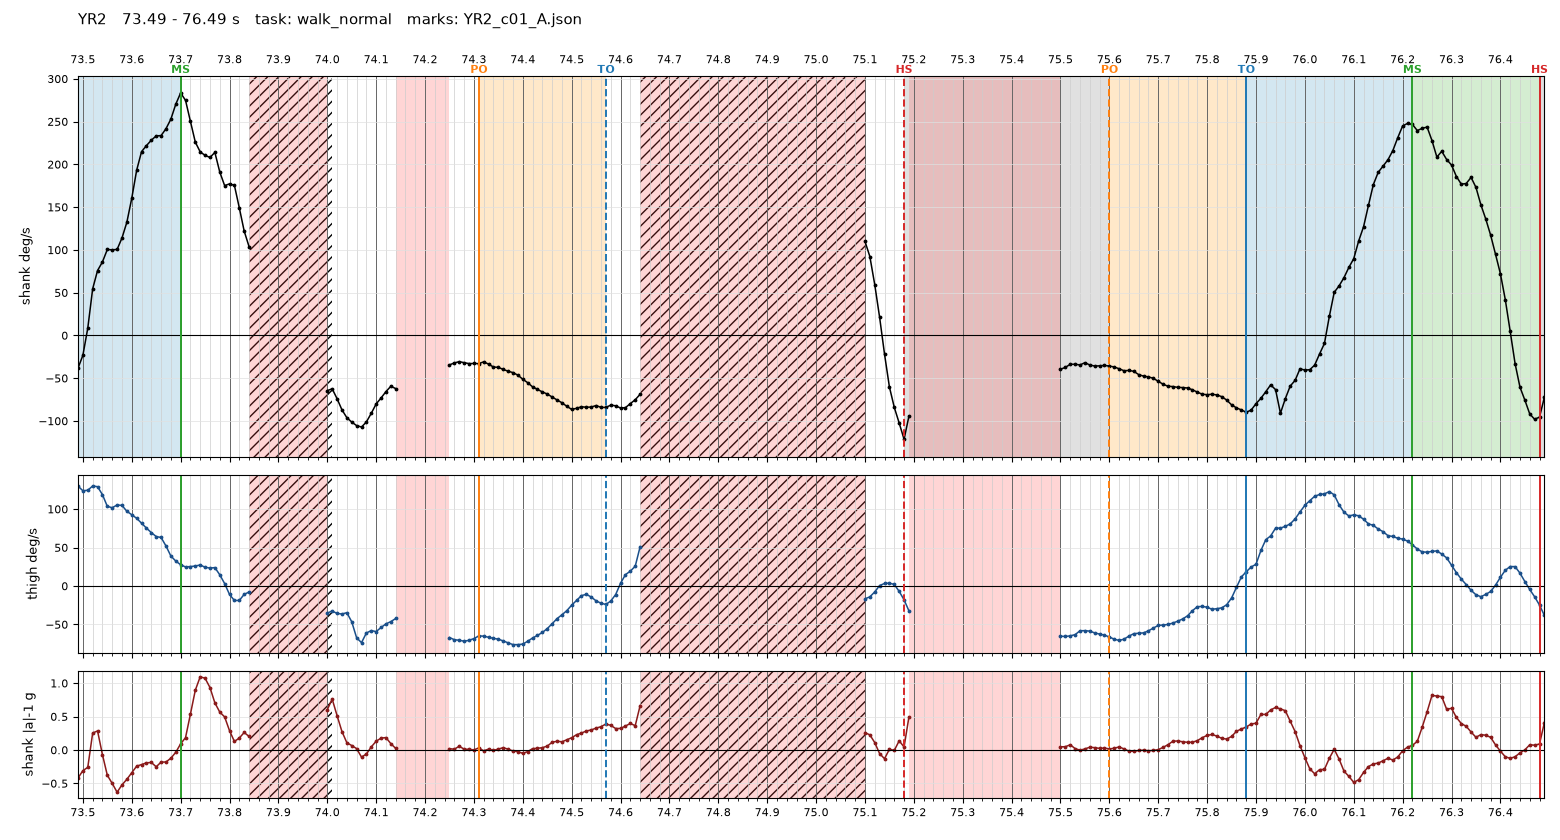 YR2   73.49 - 76.49 s   task: walk_normal   marks: YR2_c01_A.json
73.5 73.6 73.7 73.8 73.9 74.0 74.1 74.2 74.3 74.4 74.5 74.6 74.7 74.8 74.9 75.0 75.1 75.2 75.3 75.4 75.5 75.6 75.7 75.8 75.9 76.0 76.1 76.2 76.3 76.4
MS PO TO HS PO TO MS HS
shank deg/s
300
250
200
150
100
50
0
−50
−100
thigh deg/s
100
50
0
−50
shank |a|-1 g
1.0
0.5
0.0
−0.5
73.5 73.6 73.7 73.8 73.9 74.0 74.1 74.2 74.3 74.4 74.5 74.6 74.7 74.8 74.9 75.0 75.1 75.2 75.3 75.4 75.5 75.6 75.7 75.8 75.9 76.0 76.1 76.2 76.3 76.4